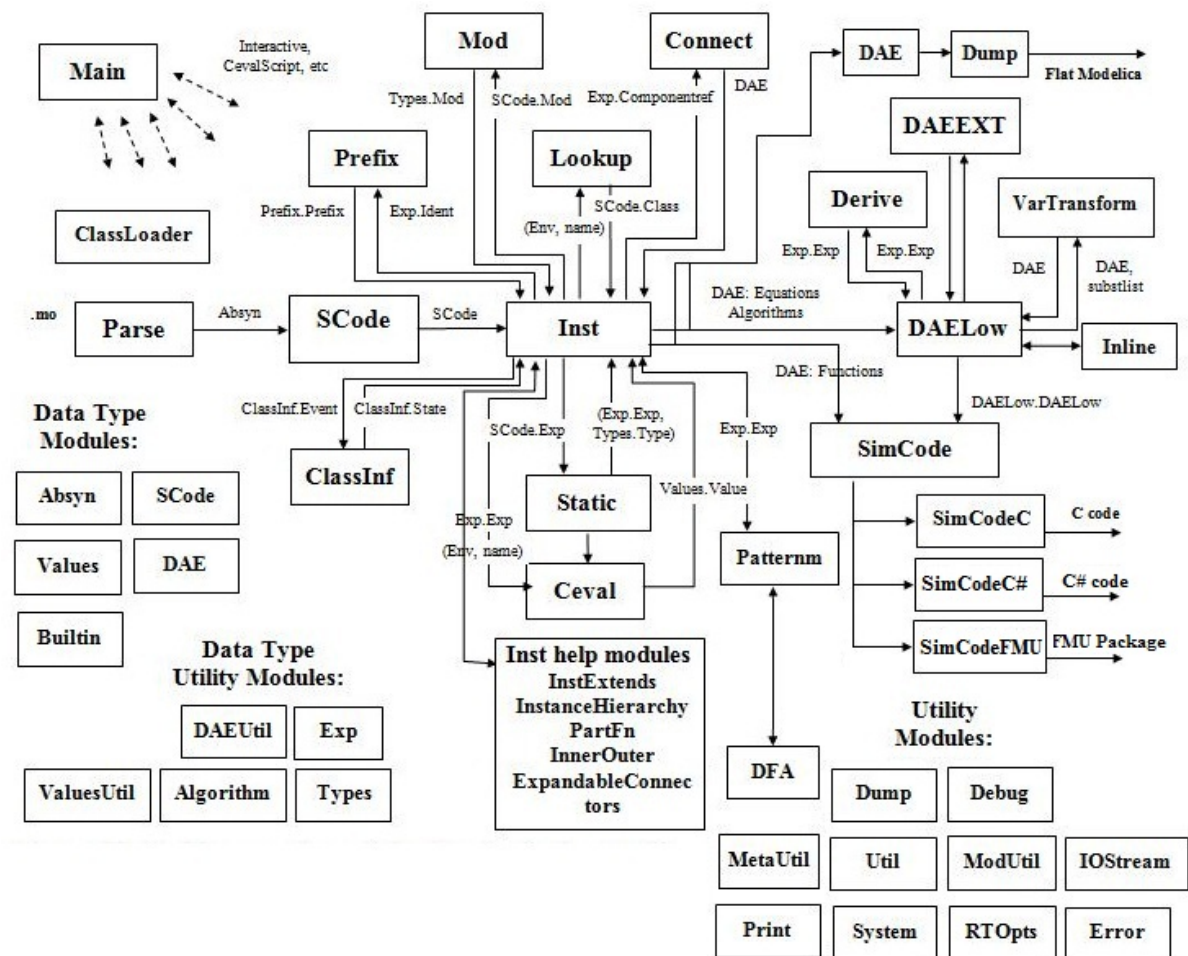 Main
Interactive,
CevalScript, etc
Mod
Connect
DAE
Dump
Flat Modelica
Types.Mod
SCode.Mod
Exp.Componentref
DAE
DAEEXT
Prefix
Lookup
Derive
VarTransform
Prefix.Prefix
Exp.Ident
SCode.Class
(Env, name)
ClassLoader
Exp.Exp
Exp.Exp
DAE
DAE,
substlist
.mo
Parse
Absyn
SCode
SCode
Inst
DAE: Equations
Algorithms
DAELow
Inline
DAE: Functions
DAELow.DAELow
ClassInf.Event
ClassInf.State
SCode.Exp
(Exp.Exp,
Types.Type)
Exp.Exp
SimCode
Data Type
Modules:
ClassInf
Absyn
SCode
Static
Values.Value
SimCodeC
C code
Exp.Exp
(Env, name)
Values
DAE
Ceval
Patternm
SimCodeC#
C# code
Builtin
SimCodeFMU
FMU Package
Data Type
Utility Modules:
DAEUtil
Exp
ValuesUtil
Algorithm
Types
Inst help modules
InstExtends
InstanceHierarchy
PartFn
InnerOuter
ExpandableConnec
tors
DFA
Utility
Modules:
Dump
Debug
MetaUtil
Util
ModUtil
IOStream
Print
System
RTOpts
Error